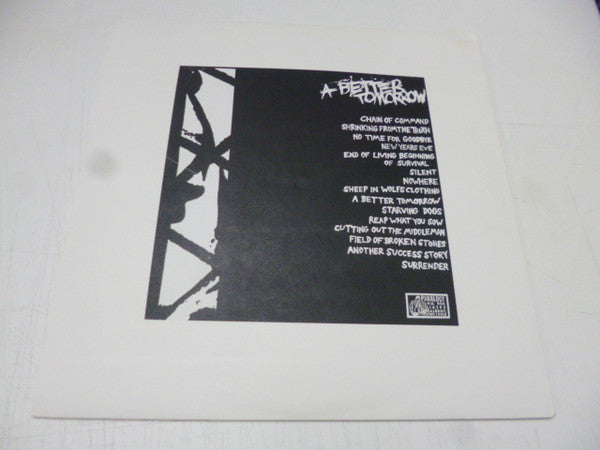 A BETTER
TOMORROW
CHAIN OF COMMAND
SHRINKING FROM THE TRUTH
NO TIME FOR GOODBYE
NEW YEARS EVE
END OF LIVING BEGINNING
OF SURVIVAL
SILENT
NOWHERE
SHEEP IN WOLFS CLOTHING
A BETTER TOMORROW
STARVING DOGS
REAP WHAT YOU SOW
CUTTING OUT THE MIDDLEMAN
FIELD OF BROKEN STONES
ANOTHER SUCCESS STORY
SURRENDER
PROFANE